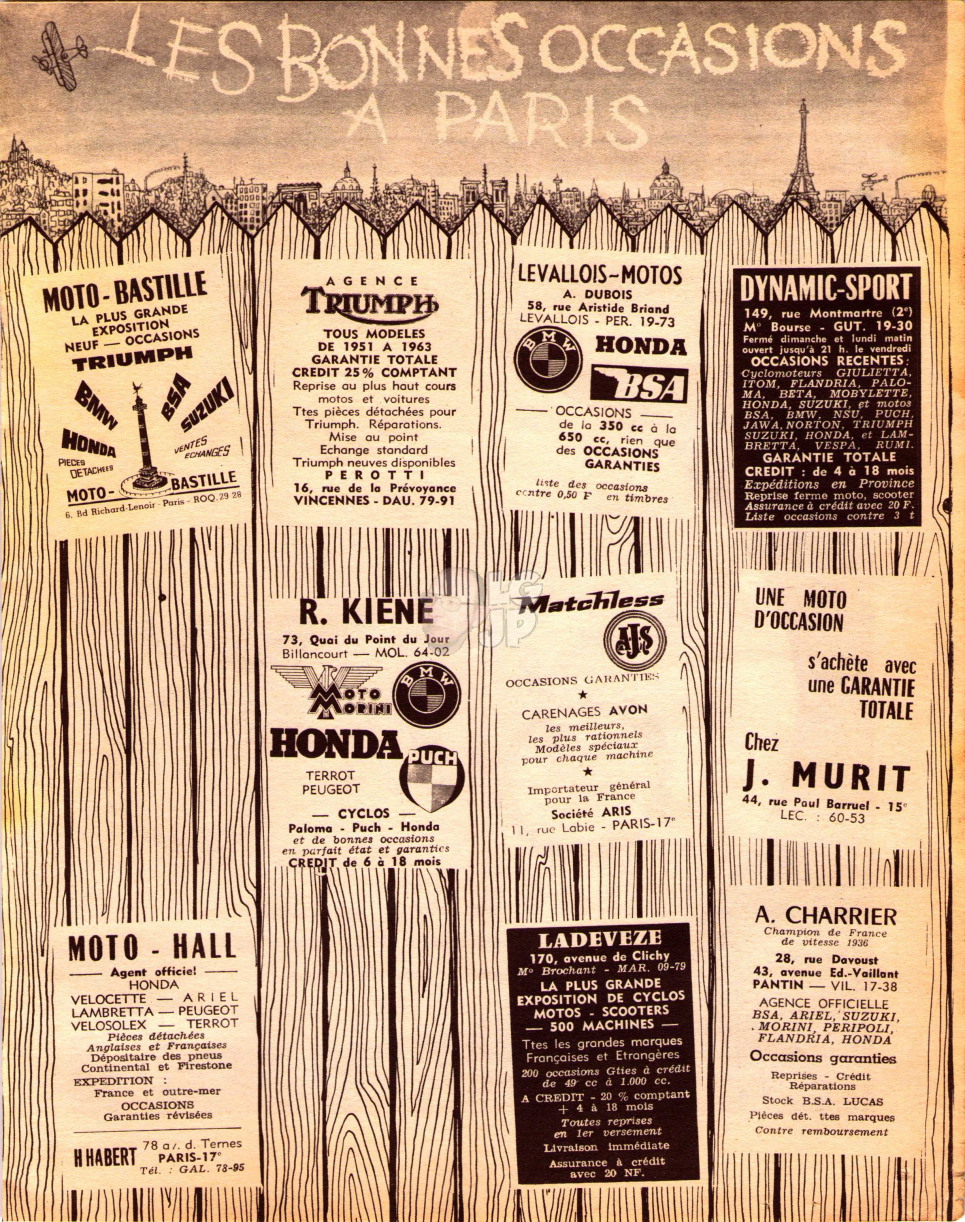 LES BONNES OCCASIONS
A PARIS
MOTO - BASTILLE
LA PLUS GRANDE
EXPOSITION
NEUF — OCCASIONS
TRIUMPH
BMW
BSA
SUZUKI
HONDA
PIECES
DETACHEES
VENTES
ECHANGES
MOTO - BASTILLE
6, Bd Richard-Lenoir - Paris - ROQ. 29 28
AGENCE
TRIUMPH
TOUS MODELES
DE 1951 A 1963
GARANTIE TOTALE
CREDIT 25 % COMPTANT
Reprise au plus haut cours
motos et voitures
Ttes pièces détachées pour
Triumph. Réparations.
Mise au point
Echange standard
Triumph neuves disponibles
PEROTTI
16, rue de la Prévoyance
VINCENNES - DAU. 79-91
LEVALLOIS-MOTOS
A. DUBOIS
58, rue Aristide Briand
LEVALLOIS - PER. 19-73
BMW
HONDA
BSA
— OCCASIONS —
de la 350 cc à la
650 cc, rien que
des OCCASIONS
GARANTIES
liste des occasions
contre 0,50 F en timbres
DYNAMIC-SPORT
149, rue Montmartre (2e)
Mo Bourse - GUT. 19-30
Fermé dimanche et lundi matin
ouvert jusqu'à 21 h. le vendredi
OCCASIONS RECENTES :
Cyclomoteurs GIULIETTA,
ITOM, FLANDRIA, PALO-
MA, BETA, MOBYLETTE,
HONDA, SUZUKI, et motos
BSA, BMW, NSU, PUCH,
JAWA, NORTON, TRIUMPH
SUZUKI, HONDA, et LAM-
BRETTA, VESPA, RUMI.
GARANTIE TOTALE
CREDIT : de 4 à 18 mois
Expéditions en Province
Reprise ferme moto, scooter
Assurance à crédit avec 20 F.
Liste occasions contre 3 t
R. KIENE
73, Quai du Point du Jour
Billancourt — MOL. 64-02
MOTO
MORINI
BMW
HONDA
PUCH
TERROT
PEUGEOT
— CYCLOS —
Paloma - Puch - Honda
et de bonnes occasions
en parfait état et garanties
CREDIT de 6 à 18 mois
Matchless
AJS
OCCASIONS GARANTIES
CARENAGES AVON
les meilleurs,
les plus rationnels
Modèles spéciaux
pour chaque machine
Importateur général
pour la France
Société ARIS
11, rue Labie - PARIS-17e
UNE MOTO
D'OCCASION
s'achète avec
une GARANTIE
TOTALE
Chez
J. MURIT
44, rue Paul Barruel - 15e
LEC. : 60-53
MOTO - HALL
— Agent officiel —
HONDA
VELOCETTE — ARIEL
LAMBRETTA — PEUGEOT
VELOSOLEX — TERROT
Pièces détachées
Anglaises et Françaises
Dépositaire des pneus
Continental et Firestone
EXPEDITION :
France et outre-mer
OCCASIONS
Garanties révisées
H HABERT
78 av. d. Ternes
PARIS-17e
Tél. : GAL. 78-95
LADEVEZE
170, avenue de Clichy
Mo Brochant - MAR. 09-79
LA PLUS GRANDE
EXPOSITION DE CYCLOS
MOTOS - SCOOTERS
— 500 MACHINES —
Ttes les grandes marques
Françaises et Etrangères
200 occasions Gties à crédit
de 49 cc à 1.000 cc.
A CREDIT - 20 % comptant
+ 4 à 18 mois
Toutes reprises
en 1er versement
Livraison immédiate
Assurance à crédit
avec 20 NF.
A. CHARRIER
Champion de France
de vitesse 1936
28, rue Davoust
43, avenue Ed.-Vaillant
PANTIN — VIL. 17-38
AGENCE OFFICIELLE
BSA, ARIEL, SUZUKI,
MORINI, PERIPOLI,
FLANDRIA, HONDA
Occasions garanties
Reprises - Crédit
Réparations
Stock B.S.A. LUCAS
Pièces dét. ttes marques
Contre remboursement